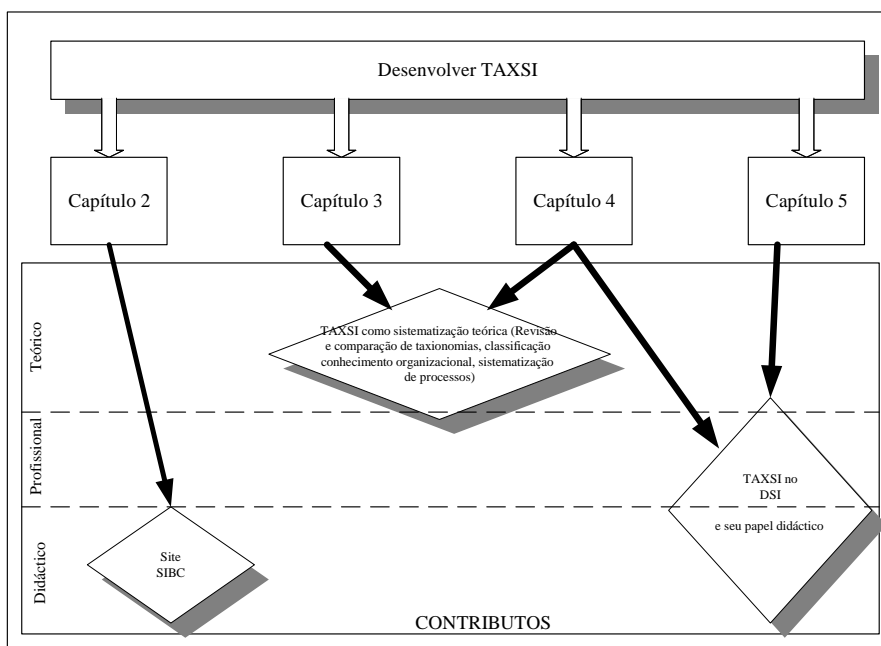 Desenvolver TAXSI
Capítulo 2
Capítulo 3
Capítulo 4
Capítulo 5
Teórico
TAXSI como sistematização teórica (Revisão
e comparação de taxionomias, classificação
conhecimento organizacional, sistematização
de processos)
Profissional
TAXSI no
DSI
e seu papel didáctico
Didáctico
Site
SIBC
CONTRIBUTOS